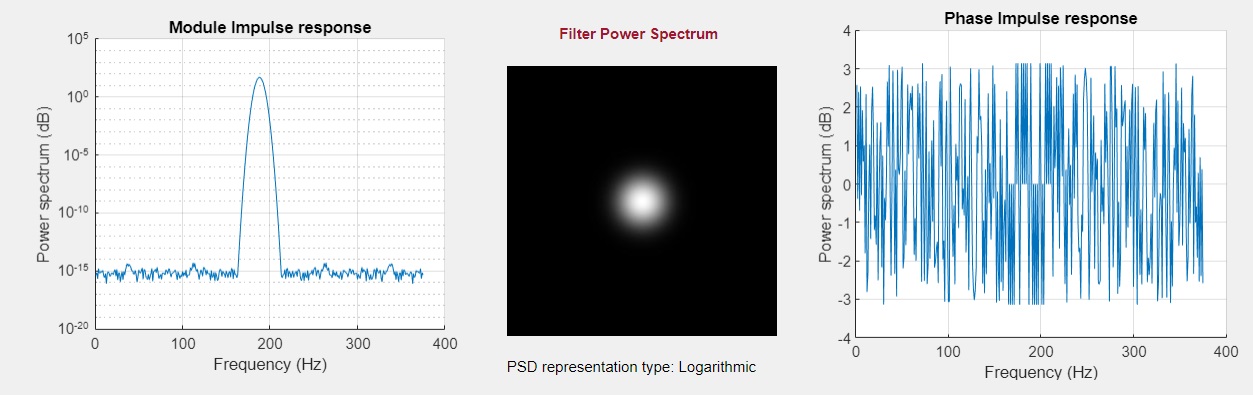 Module Impulse response
Power spectrum (dB)
10^5
10^0
10^-5
10^-10
10^-15
10^-20
0 100 200 300 400
Frequency (Hz)
Filter Power Spectrum
PSD representation type: Logarithmic
Phase Impulse response
Power spectrum (dB)
4
3
2
1
0
-1
-2
-3
-4
0 100 200 300 400
Frequency (Hz)